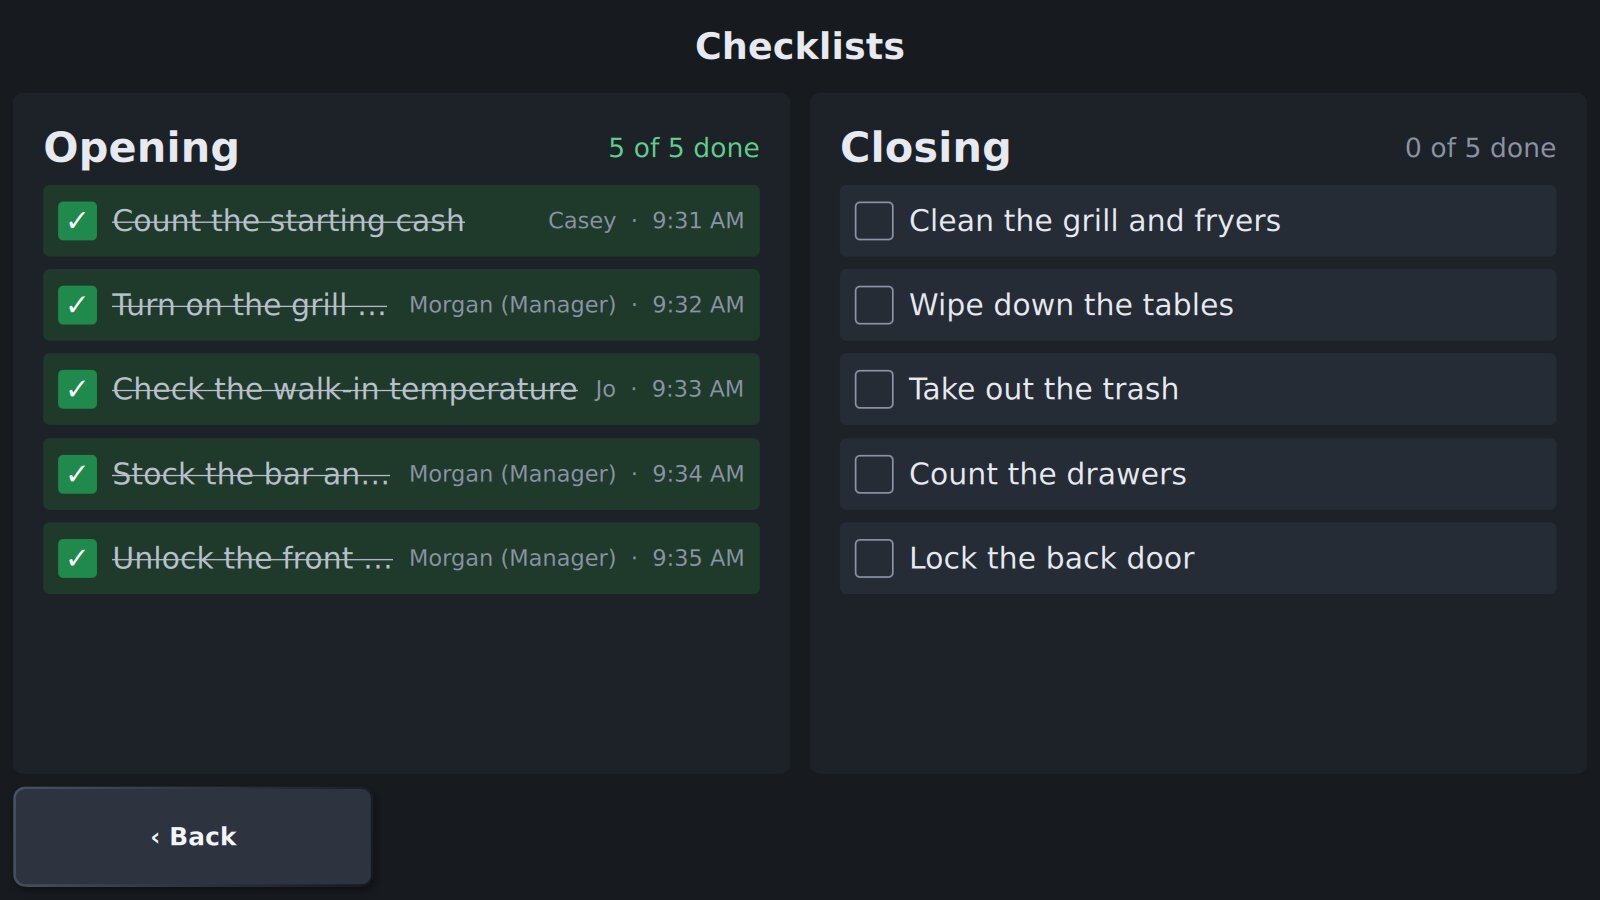 Checklists
Opening
5 of 5 done
✓ Count the starting cash Casey · 9:31 AM
✓ Turn on the grill … Morgan (Manager) · 9:32 AM
✓ Check the walk-in temperature Jo · 9:33 AM
✓ Stock the bar an… Morgan (Manager) · 9:34 AM
✓ Unlock the front … Morgan (Manager) · 9:35 AM
Closing
0 of 5 done
Clean the grill and fryers
Wipe down the tables
Take out the trash
Count the drawers
Lock the back door
‹ Back